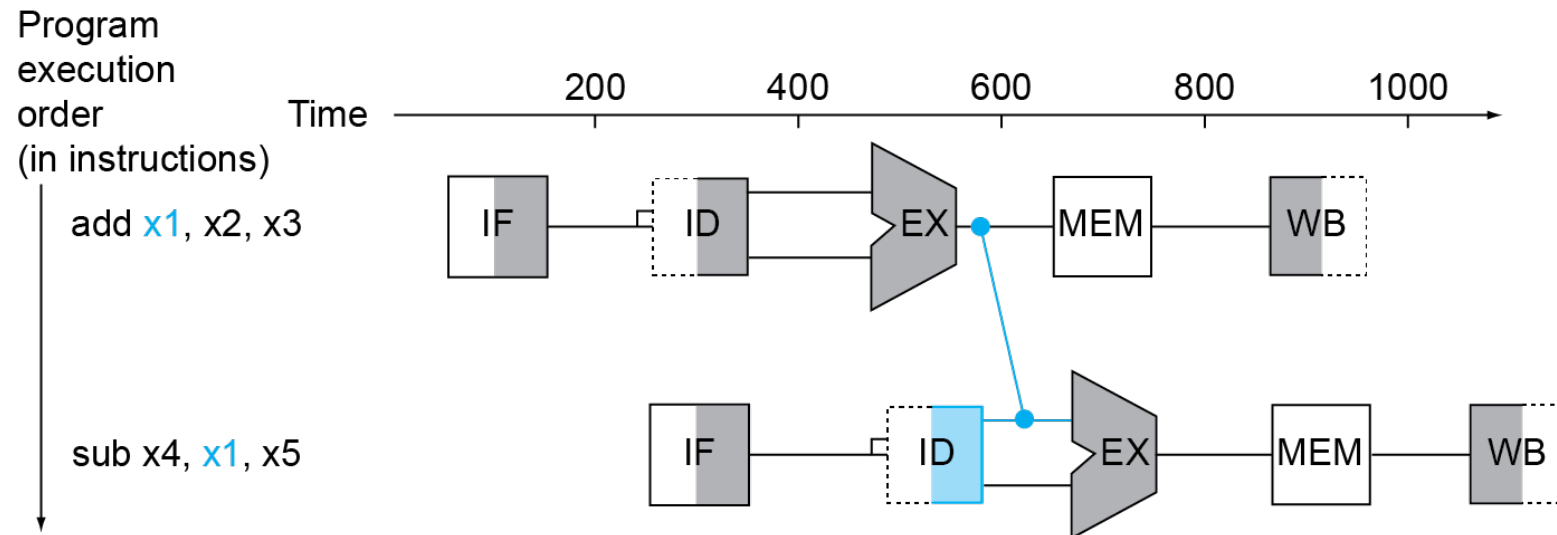 Program
execution
order
(in instructions)
Time
200 400 600 800 1000
add x1, x2, x3
IF ID EX MEM WB
sub x4, x1, x5
IF ID EX MEM WB